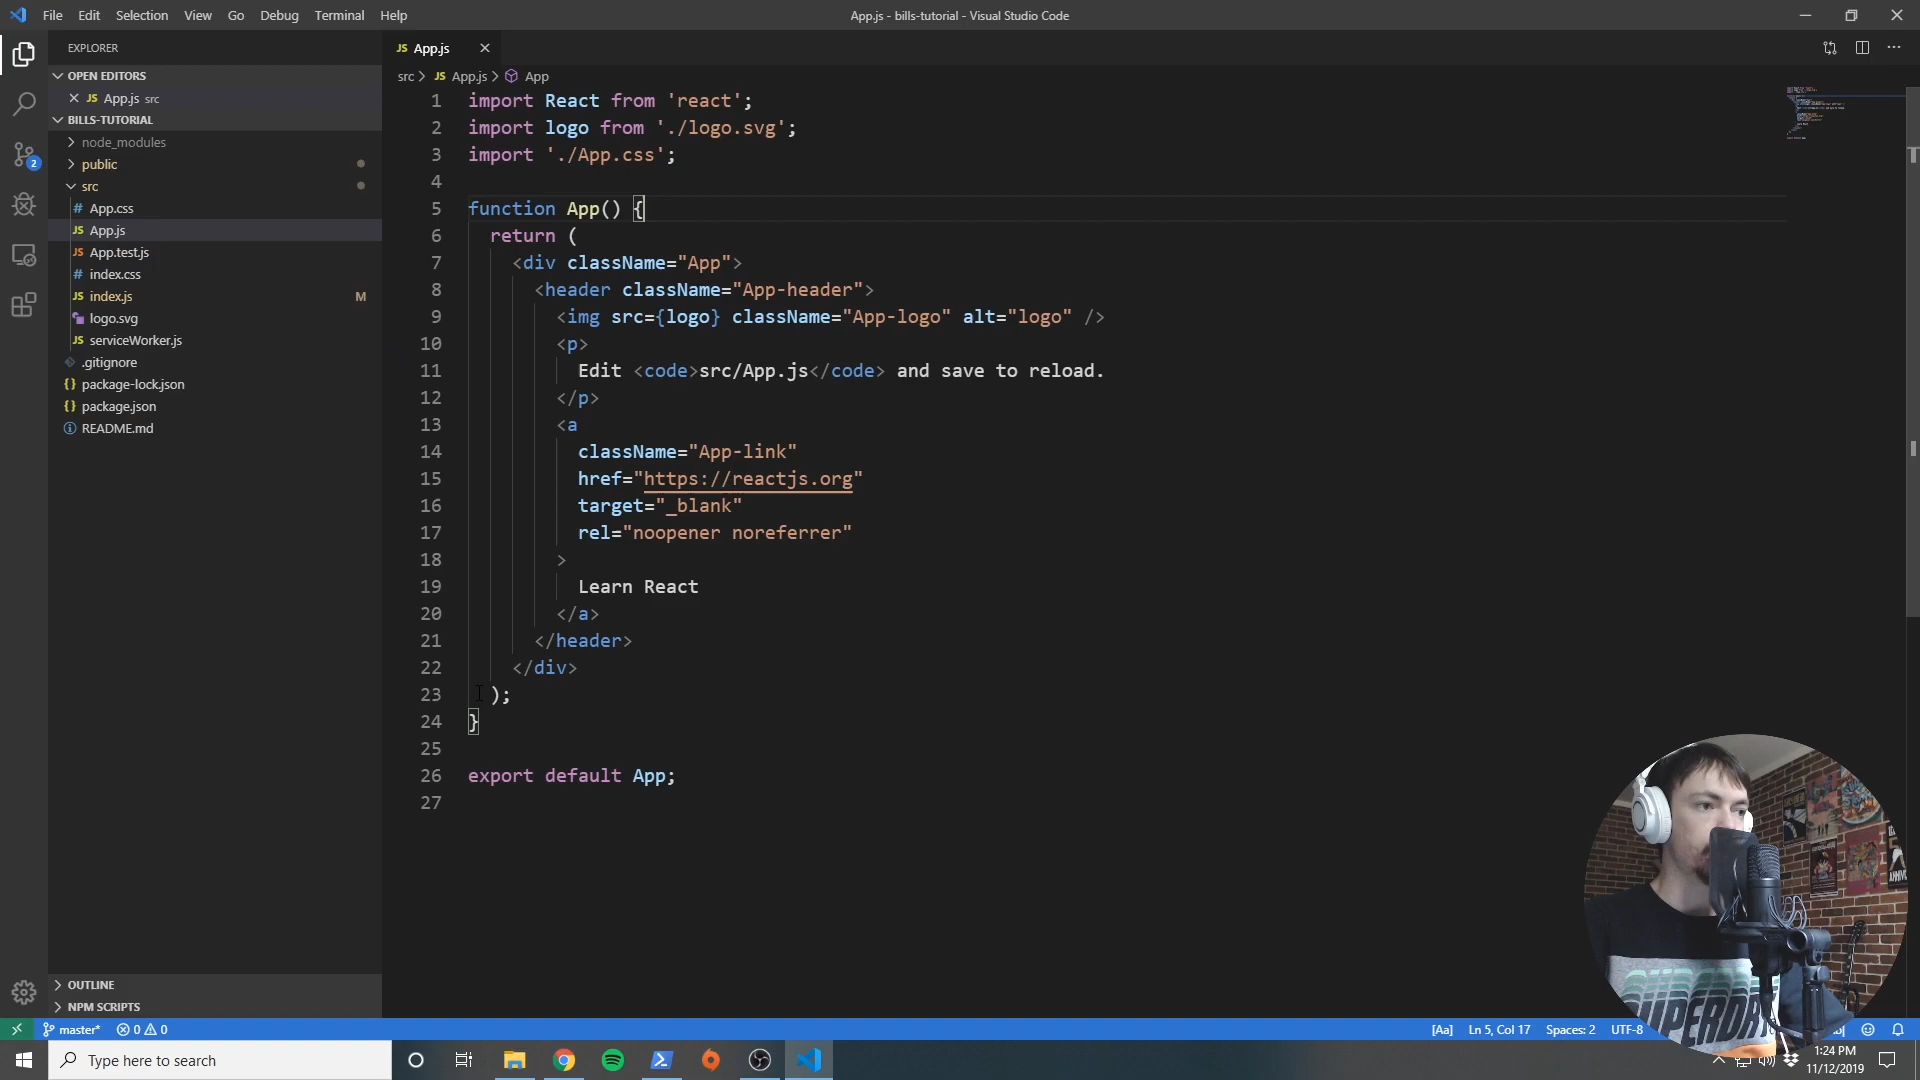 File Edit Selection View Go Debug Terminal Help
App.js - bills-tutorial - Visual Studio Code
EXPLORER
OPEN EDITORS
JS App.js src
BILLS-TUTORIAL
node_modules
public
src
# App.css
JS App.js
JS App.test.js
# index.css
JS index.js M
logo.svg
JS serviceWorker.js
.gitignore
{} package-lock.json
{} package.json
README.md
OUTLINE
NPM SCRIPTS
2
JS App.js
src > JS App.js > App
1 import React from 'react';
2 import logo from './logo.svg';
3 import './App.css';
4
5 function App() {
6 return (
7 <div className="App">
8 <header className="App-header">
9 <img src={logo} className="App-logo" alt="logo" />
10 <p>
11 Edit <code>src/App.js</code> and save to reload.
12 </p>
13 <a
14 className="App-link"
15 href="https://reactjs.org"
16 target="_blank"
17 rel="noopener noreferrer"
18 >
19 Learn React
20 </a>
21 </header>
22 </div>
23 );
24 }
25
26 export default App;
27
master* 0 0
[Aa] Ln 5, Col 17 Spaces: 2 UTF-8
Type here to search
1:24 PM
11/12/2019